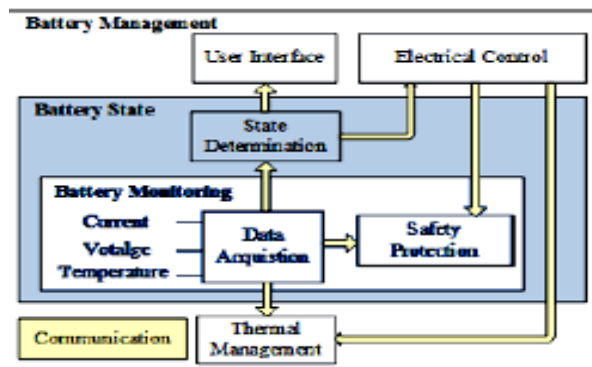 Battery Management
User Interface
Electrical Control
Battery State
State
Determination
Battery Monitoring
Current
Votalge
Temperature
Data
Acquistion
Safety
Protection
Communication
Thermal
Management